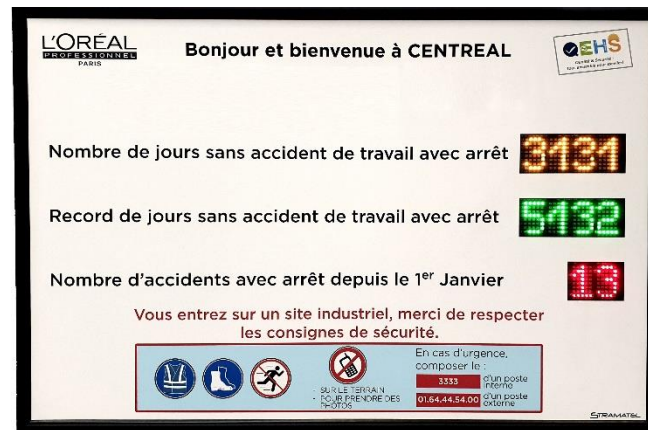 L'ORÉAL
PROFESSIONNEL
PARIS
Bonjour et bienvenue à CENTREAL
EHS
Nombre de jours sans accident de travail avec arrêt 3131
Record de jours sans accident de travail avec arrêt 5132
Nombre d'accidents avec arrêt depuis le 1er Janvier 13
Vous entrez sur un site industriel, merci de respecter
les consignes de sécurité.
- SUR LE TERRAIN
- POUR PRENDRE DES
PHOTOS
En cas d'urgence,
composer le :
3333 d'un poste
interne
01.64.44.54.00 d'un poste
externe
STRAMATEL